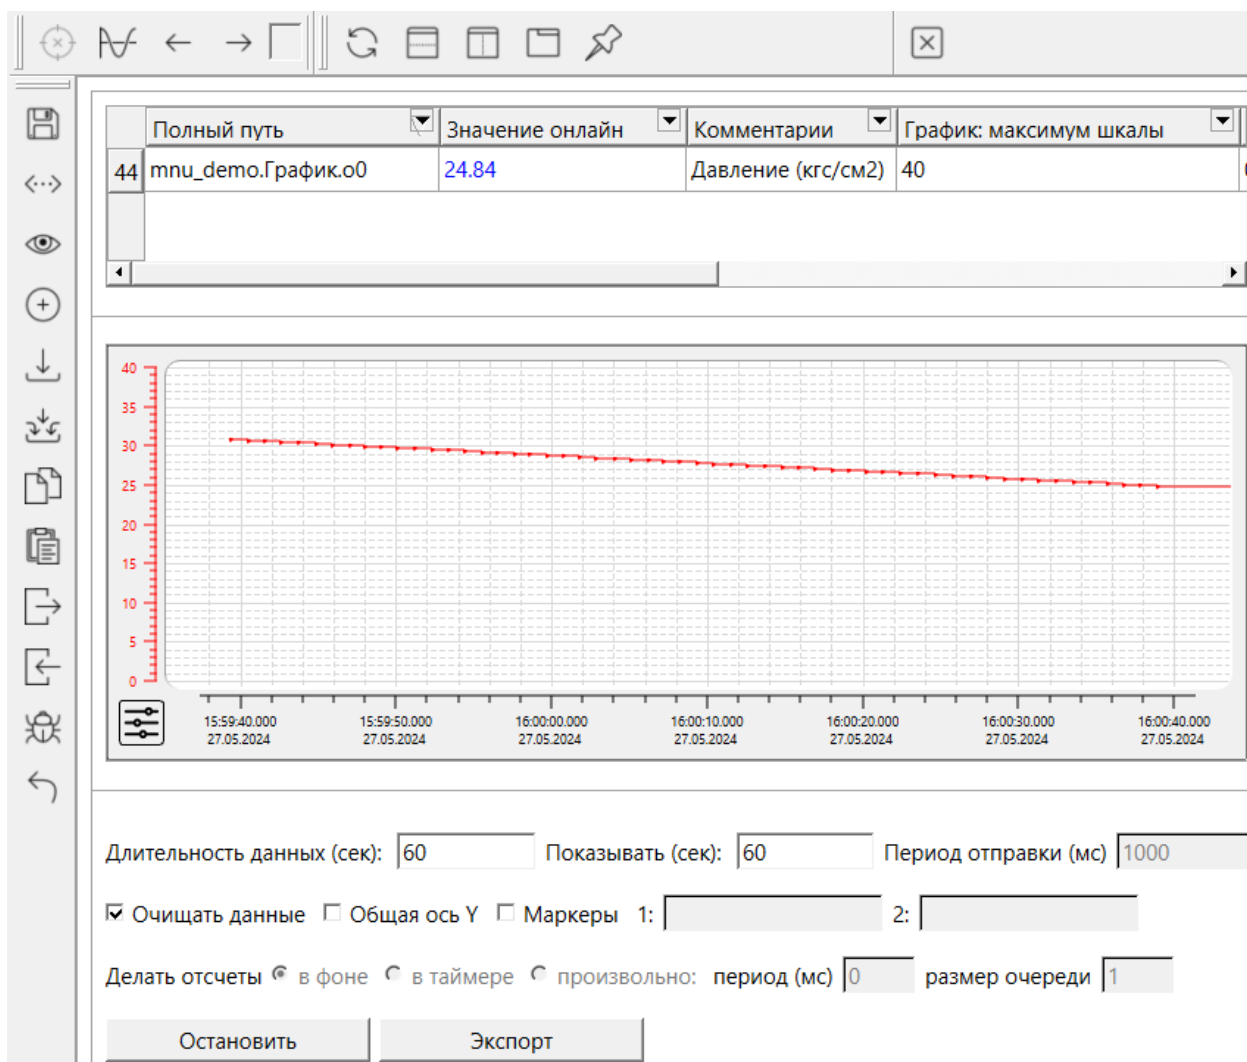 Полный путь Значение онлайн Комментарии График: максимум шкалы
44 mnu_demo.График.o0 24.84 Давление (кгс/см2) 40
40
35
30
25
20
15
10
5
0
15:59:40.000 15:59:50.000 16:00:00.000 16:00:10.000 16:00:20.000 16:00:30.000 16:00:40.000
27.05.2024 27.05.2024 27.05.2024 27.05.2024 27.05.2024 27.05.2024 27.05.2024
Длительность данных (сек): 60 Показывать (сек): 60 Период отправки (мс) 1000
Очищать данные Общая ось Y Маркеры 1: 2:
Делать отсчеты в фоне в таймере произвольно: период (мс) 0 размер очереди 1
Остановить Экспорт